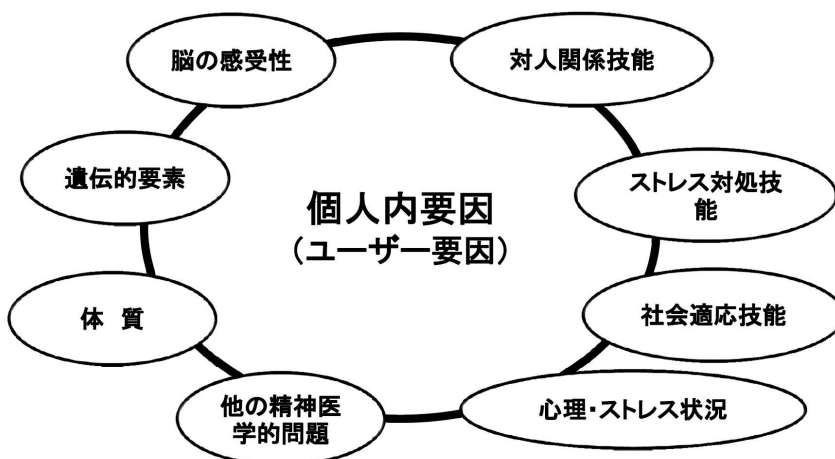 脳の感受性
対人関係技能
遺伝的要素
ストレス対処技
能
個人内要因
（ユーザー要因）
体　質
社会適応技能
他の精神医
学的問題
心理・ストレス状況